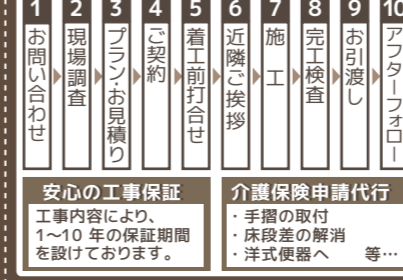 1
お問い合わせ
2
現場調査
3
プラン・お見積り
4
ご契約
5
着工前打合せ
6
近隣ご挨拶
7
施工
8
完工検査
9
お引渡し
10
アフターフォロー
安心の工事保証
工事内容により、
1～10 年の保証期間
を設けております。
介護保険申請代行
・手摺の取付
・床段差の解消
・洋式便器へ 等…